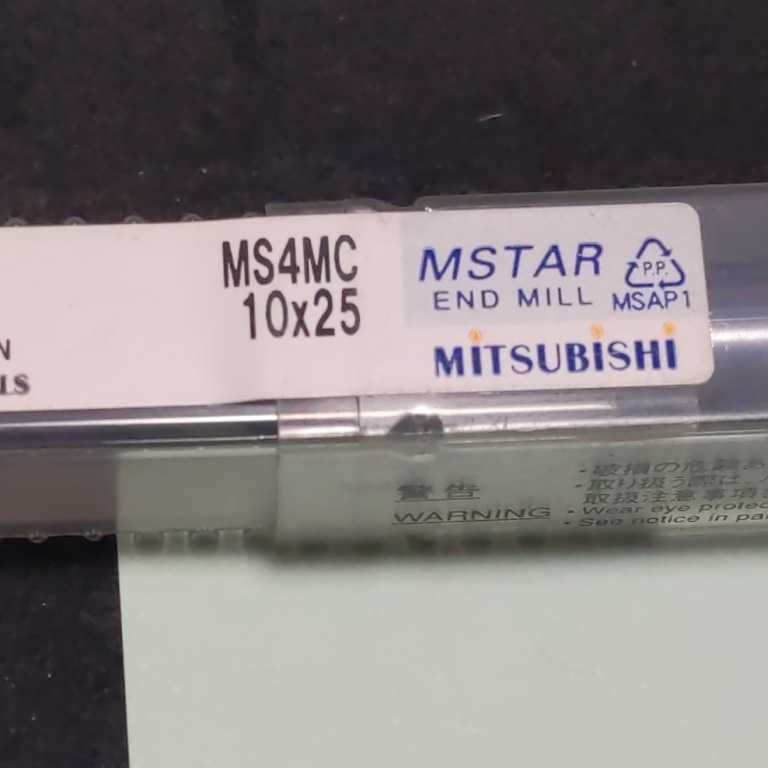 MS4MC
10x25
MSTAR
END MILL
P.P.
MSAP1
MITSUBISHI
N
LS
警告
WARNING
・破損の危険あ
・取り扱う際は、
取扱注意事項
・Wear eye protec
・See notice in pa